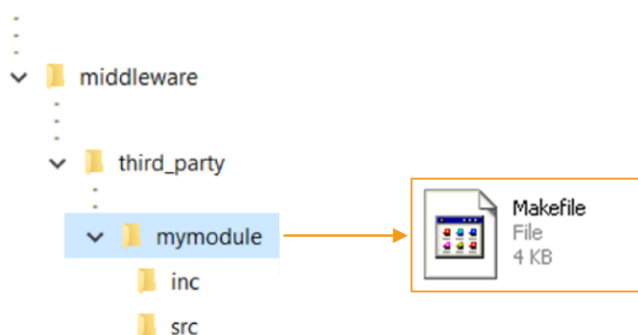 middleware
third_party
mymodule
inc
src
Makefile
File
4 KB